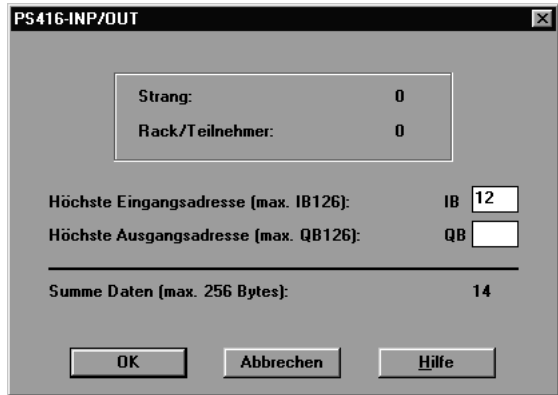 PS416-INP/OUT
Strang: 0
Rack/Teilnehmer: 0
Höchste Eingangsadresse (max. IB126): IB 12
Höchste Ausgangsadresse (max. QB126): QB
Summe Daten (max. 256 Bytes): 14
OK Abbrechen Hilfe